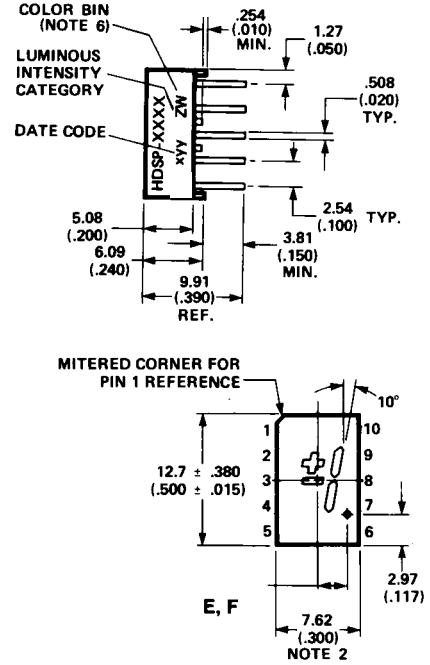 COLOR BIN
(NOTE 6)
LUMINOUS
INTENSITY
CATEGORY
DATE CODE
.254
(.010)
MIN.
1.27
(.050)
.508
(.020)
TYP.
HDSP-XXXX
ZW
xyy
5.08
(.200)
6.09
(.240)
9.91
(.390)
REF.
3.81
(.150)
MIN.
2.54
(.100)
TYP.
MITERED CORNER FOR
PIN 1 REFERENCE
10°
1
2
3
4
5
10
9
8
7
6
12.7 ± .380
(.500 ± .015)
2.97
(.117)
E, F
7.62
(.300)
NOTE 2